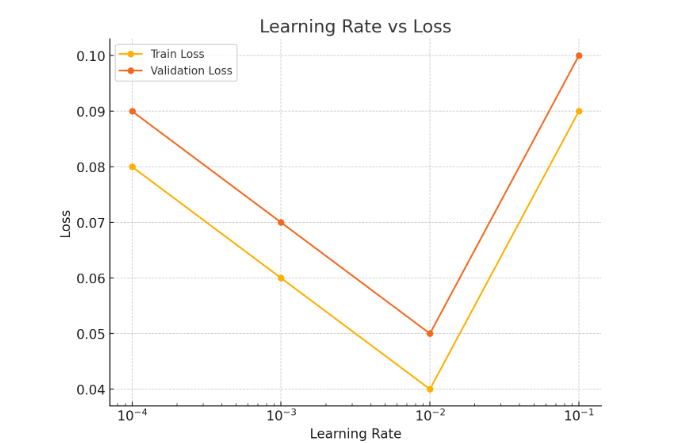 Learning Rate vs Loss
Train Loss
Validation Loss
0.10
0.09
0.08
0.07
0.06
0.05
0.04
Loss
10⁻⁴ 10⁻³ 10⁻² 10⁻¹
Learning Rate